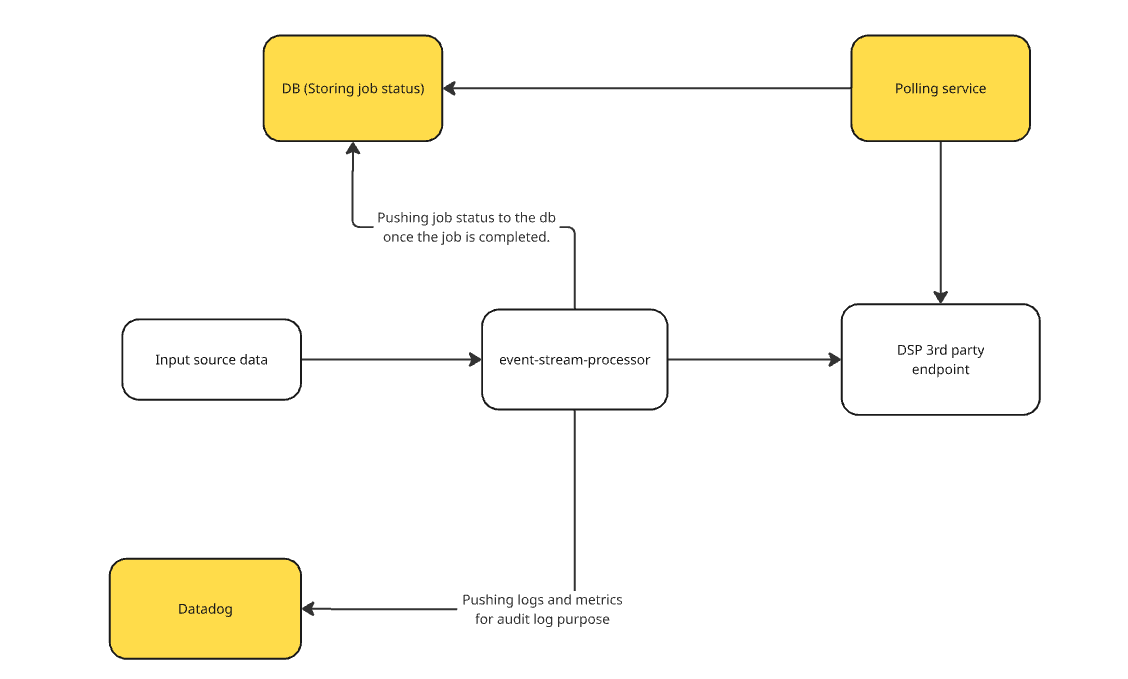 DB (Storing job status)
Polling service
Pushing job status to the db
once the job is completed.
Input source data
event-stream-processor
DSP 3rd party
endpoint
Datadog
Pushing logs and metrics
for audit log purpose